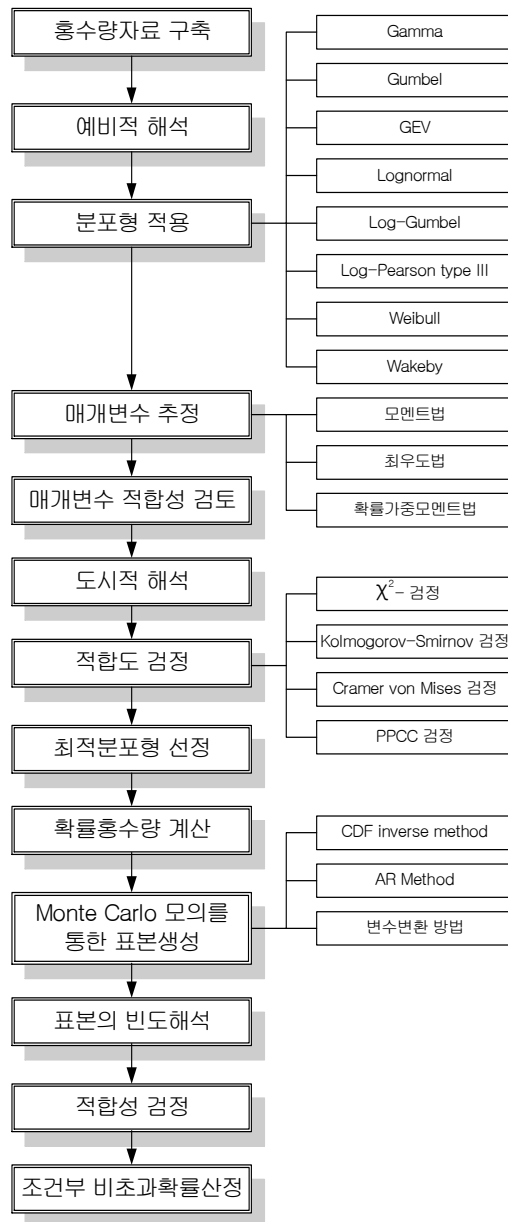 홍수량자료 구축
예비적 해석
분포형 적용
Gamma
Gumbel
GEV
Lognormal
Log-Gumbel
Log-Pearson type III
Weibull
Wakeby
매개변수 추정
모멘트법
최우도법
확률가중모멘트법
매개변수 적합성 검토
도시적 해석
적합도 검정
χ²- 검정
Kolmogorov-Smirnov 검정
Cramer von Mises 검정
PPCC 검정
최적분포형 선정
확률홍수량 계산
Monte Carlo 모의를
통한 표본생성
CDF inverse method
AR Method
변수변환 방법
표본의 빈도해석
적합성 검정
조건부 비초과확률산정